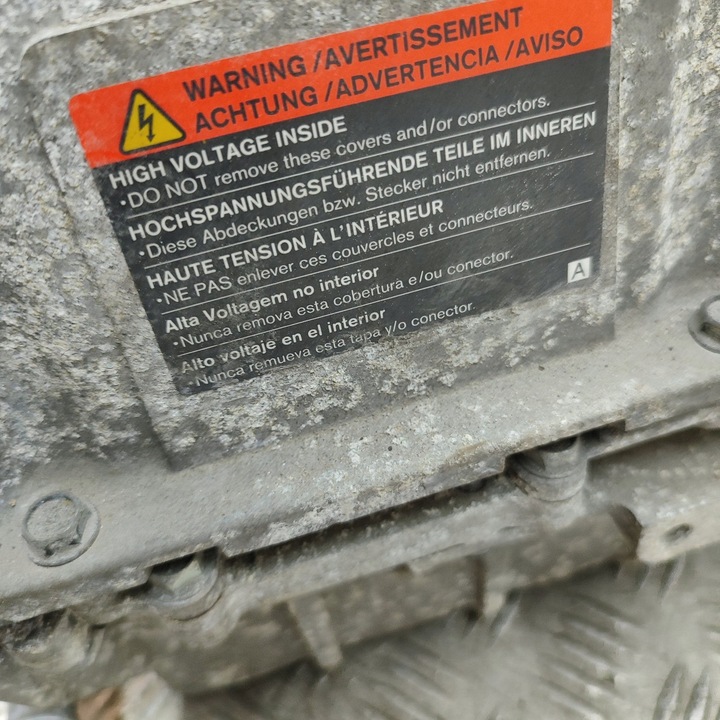 WARNING /AVERTISSEMENT
ACHTUNG /ADVERTENCIA /AVISO
HIGH VOLTAGE INSIDE
·DO NOT remove these covers and/or connectors.
HOCHSPANNUNGSFÜHRENDE TEILE IM INNEREN
·Diese Abdeckungen bzw. Stecker nicht entfernen.
HAUTE TENSION À L'INTÉRIEUR
·NE PAS enlever ces couvercles et connecteurs.
Alta Voltagem no interior
·Nunca remova esta cobertura e/ou conector.
Alto voltaje en el interior
·Nunca remueva esta tapa y/o conector.
A